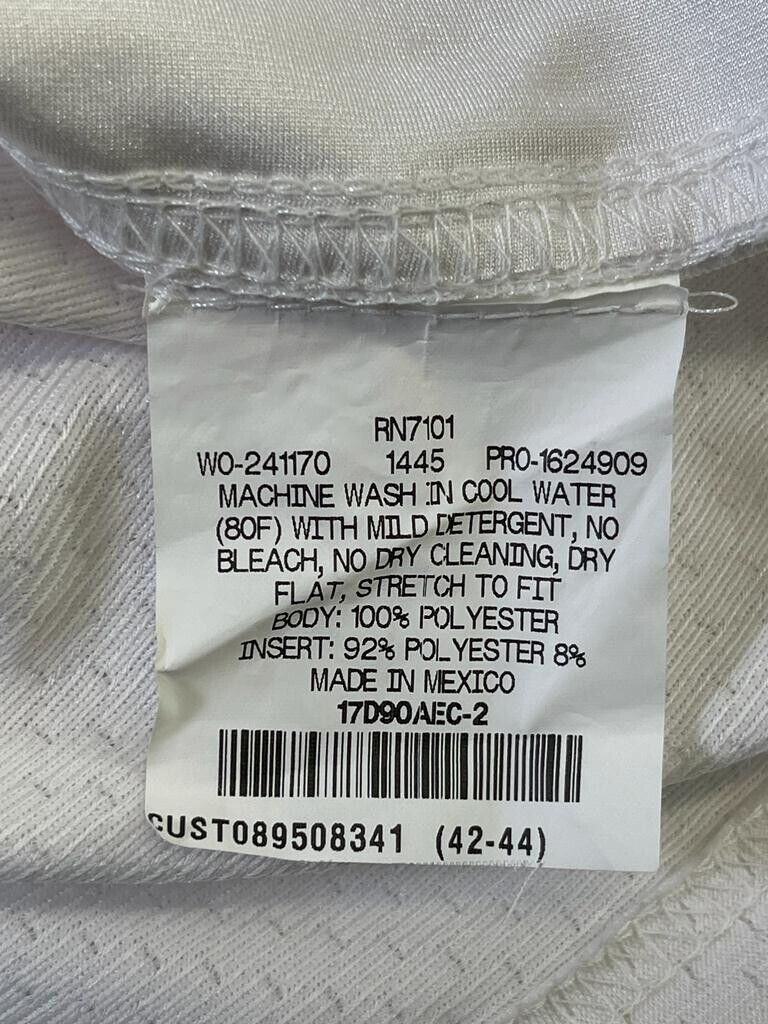 RN7101
WO-241170 1445 PRO-1624909
MACHINE WASH IN COOL WATER
(80F) WITH MILD DETERGENT, NO
BLEACH, NO DRY CLEANING, DRY
FLAT, STRETCH TO FIT
BODY: 100% POLYESTER
INSERT: 92% POLYESTER 8%
MADE IN MEXICO
17D90AEC-2
CUST089508341 (42-44)